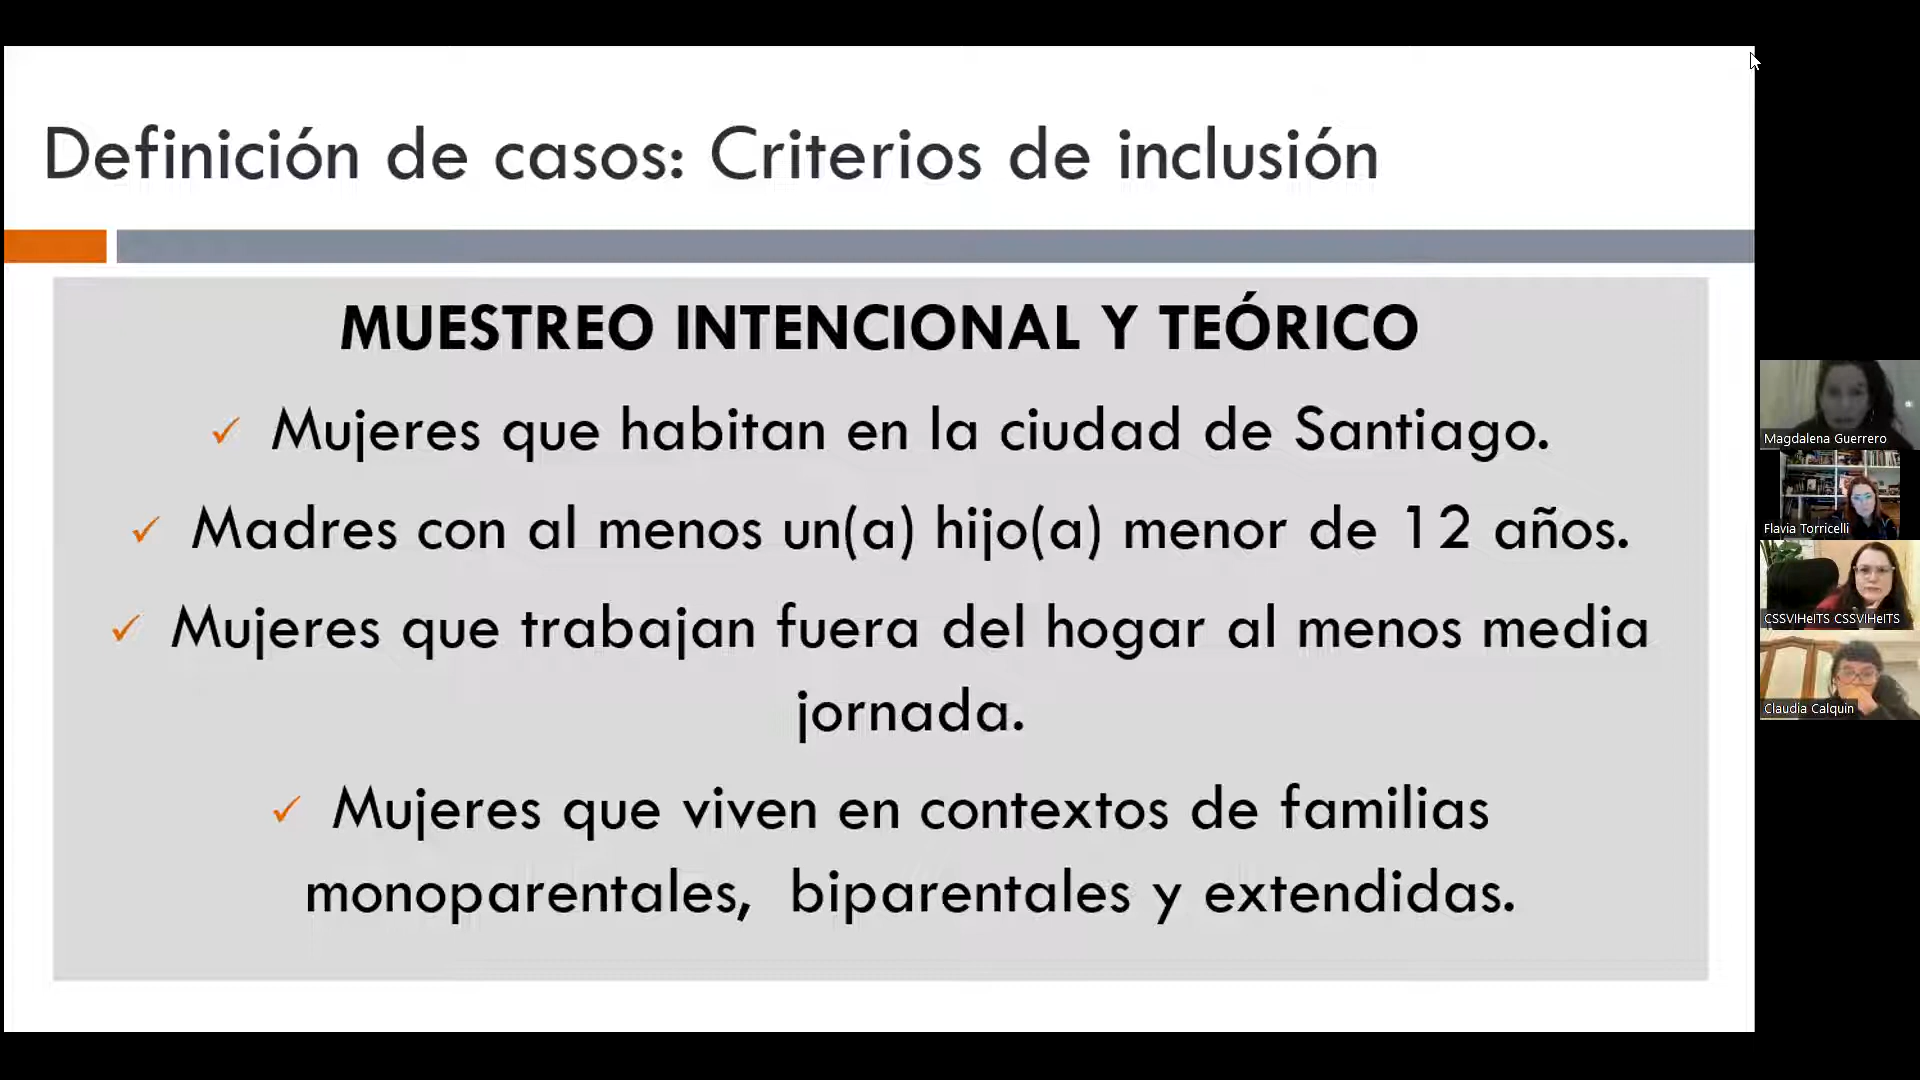 Definición de casos: Criterios de inclusión
MUESTREO INTENCIONAL Y TEÓRICO
✓ Mujeres que habitan en la ciudad de Santiago.
✓ Madres con al menos un(a) hijo(a) menor de 12 años.
✓ Mujeres que trabajan fuera del hogar al menos media
jornada.
✓ Mujeres que viven en contextos de familias
monoparentales, biparentales y extendidas.
Magdalena Guerrero
Flavia Torricelli
CSSVIHeITS CSSVIHeITS
Claudia Calquin